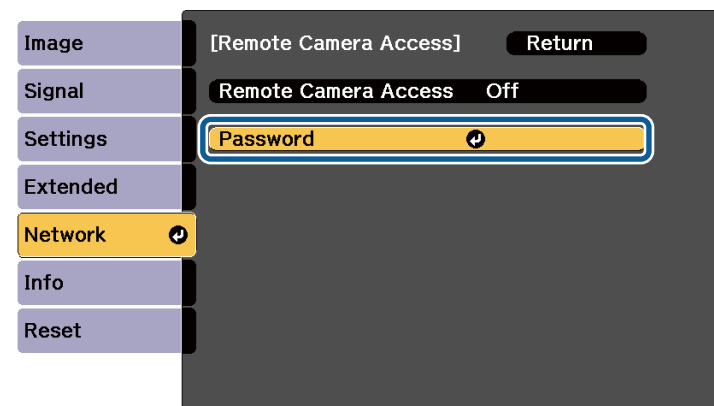 Image
Signal
Settings
Extended
Network
Info
Reset
[Remote Camera Access] Return
Remote Camera Access Off
Password